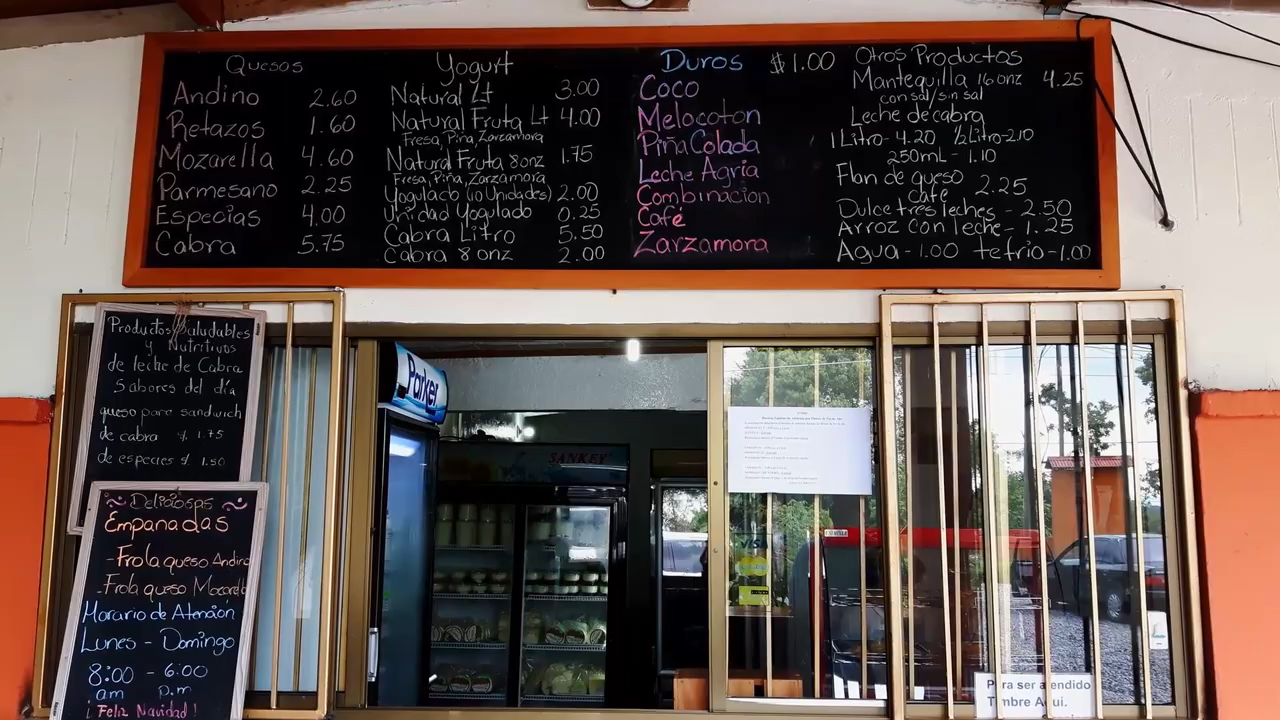 Quesos
Andino 2.60
Retazos 1.60
Mozarella 4.60
Parmesano 2.25
Especias 4.00
Cabra 5.75
Yogurt
Natural Lt 3.00
Natural Fruta Lt 4.00
Fresa, Piña Zarzamora
Natural Fruta 8onz 1.75
Fresa, Piña, Zarzamora
Yogulado (10 Unidades) 2.00
Unidad Yogulado 0.25
Cabra Litro 5.50
Cabra 8 onz 2.00
Duros $1.00
Coco
Melocoton
Piña Colada
Leche Agria
Combinacion
Café
Zarzamora
Otros Productos
Mantequilla 16onz 4.25
con sal/sin sal
Leche de cabra
1 Litro- 4.20 ½Litro-2.10
250mL - 1.10
Flan de queso
Cafe 2.25
Dulce tres leches - 2.50
Arroz con leche - 1.25
Agua - 1.00 te frio-1.00
Productos Saludables
y Nutritivos
de leche de Cabra
Sabores del día
queso para sandwich
de cabra 1.75
especies 1.50
Deliciosas
Empanadas
-Frola queso Andino
-Frola queso Mozarella
Horario de Atención
Lunes - Domingo
8:00 - 6:00
am p.m
¡Feliz Navidad!
Parker
SANKEY
Para ser atendido
Timbre Aquí.